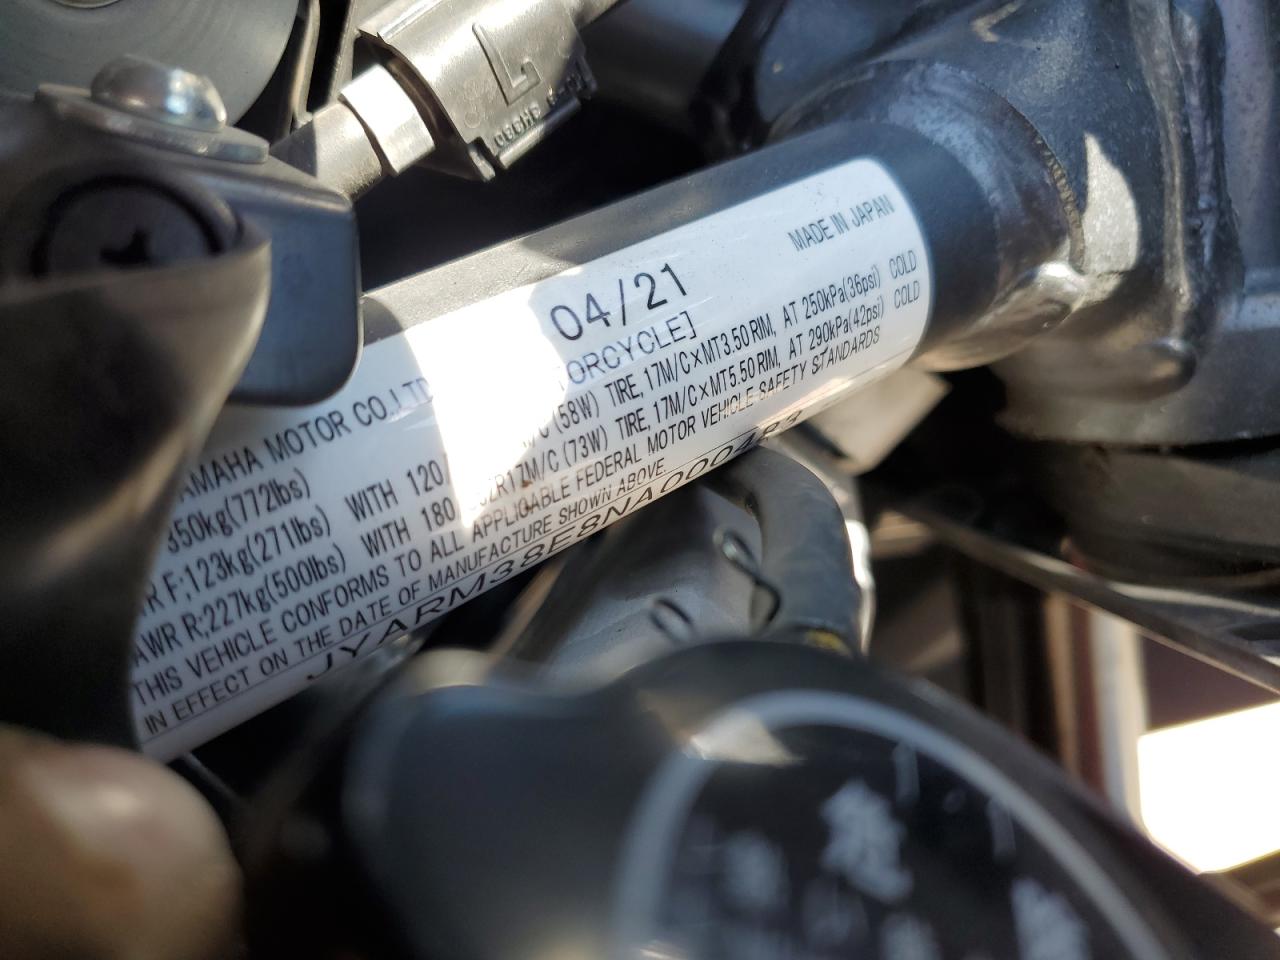 L
MADE IN JAPAN
04/21
AMAHA MOTOR CO.,LTD
TORCYCLE]
350kg(772lbs)
R F;123kg(271lbs) WITH 120 M/C (58W) TIRE, 17M/C×MT3.50 RIM, AT 250kPa(36psi) COLD
AWR R;227kg(500lbs) WITH 180 R17M/C (73W) TIRE, 17M/C×MT5.50 RIM, AT 290kPa(42psi) COLD
THIS VEHICLE CONFORMS TO ALL APPLICABLE FEDERAL MOTOR VEHICLE SAFETY STANDARDS
IN EFFECT ON THE DATE OF MANUFACTURE SHOWN ABOVE.